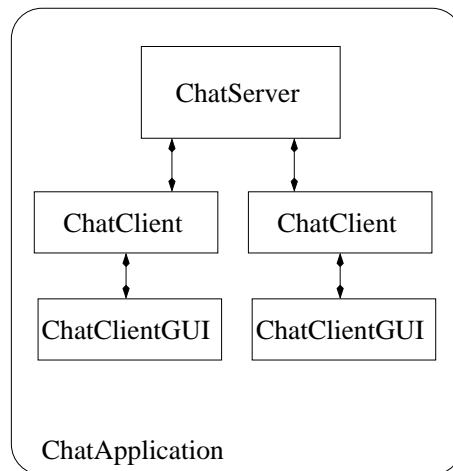 ChatServer
ChatClient
ChatClient
ChatClientGUI
ChatClientGUI
ChatApplication